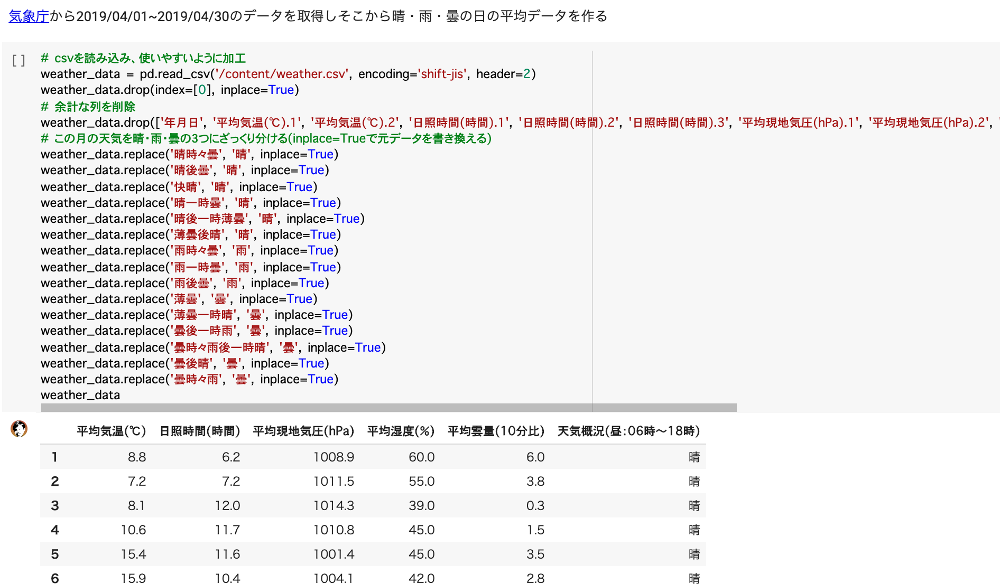 気象庁から2019/04/01~2019/04/30のデータを取得しそこから晴・雨・曇の日の平均データを作る
[ ] # csvを読み込み、使いやすいように加工
weather_data = pd.read_csv('/content/weather.csv', encoding='shift-jis', header=2)
weather_data.drop(index=[0], inplace=True)
# 余計な列を削除
weather_data.drop(['年月日', '平均気温(℃).1', '平均気温(℃).2', '日照時間(時間).1', '日照時間(時間).2', '日照時間(時間).3', '平均現地気圧(hPa).1', '平均現地気圧(hPa).2', '
# この月の天気を晴・雨・曇の3つにざっくり分ける(inplace=Trueで元データを書き換える)
weather_data.replace('晴時々曇', '晴', inplace=True)
weather_data.replace('晴後曇', '晴', inplace=True)
weather_data.replace('快晴', '晴', inplace=True)
weather_data.replace('晴一時曇', '晴', inplace=True)
weather_data.replace('晴後一時薄曇', '晴', inplace=True)
weather_data.replace('薄曇後晴', '晴', inplace=True)
weather_data.replace('雨時々曇', '雨', inplace=True)
weather_data.replace('雨一時曇', '雨', inplace=True)
weather_data.replace('雨後曇', '雨', inplace=True)
weather_data.replace('薄曇', '曇', inplace=True)
weather_data.replace('薄曇一時晴', '曇', inplace=True)
weather_data.replace('曇後一時雨', '曇', inplace=True)
weather_data.replace('曇時々雨後一時晴', '曇', inplace=True)
weather_data.replace('曇後晴', '曇', inplace=True)
weather_data.replace('曇時々雨', '曇', inplace=True)
weather_data
平均気温(℃) 日照時間(時間) 平均現地気圧(hPa) 平均湿度(%) 平均雲量(10分比) 天気概況(昼:06時～18時)
1 8.8 6.2 1008.9 60.0 6.0 晴
2 7.2 7.2 1011.5 55.0 3.8 晴
3 8.1 12.0 1014.3 39.0 0.3 晴
4 10.6 11.7 1010.8 45.0 1.5 晴
5 15.4 11.6 1001.4 45.0 3.5 晴
6 15.9 10.4 1004.1 42.0 2.8 晴